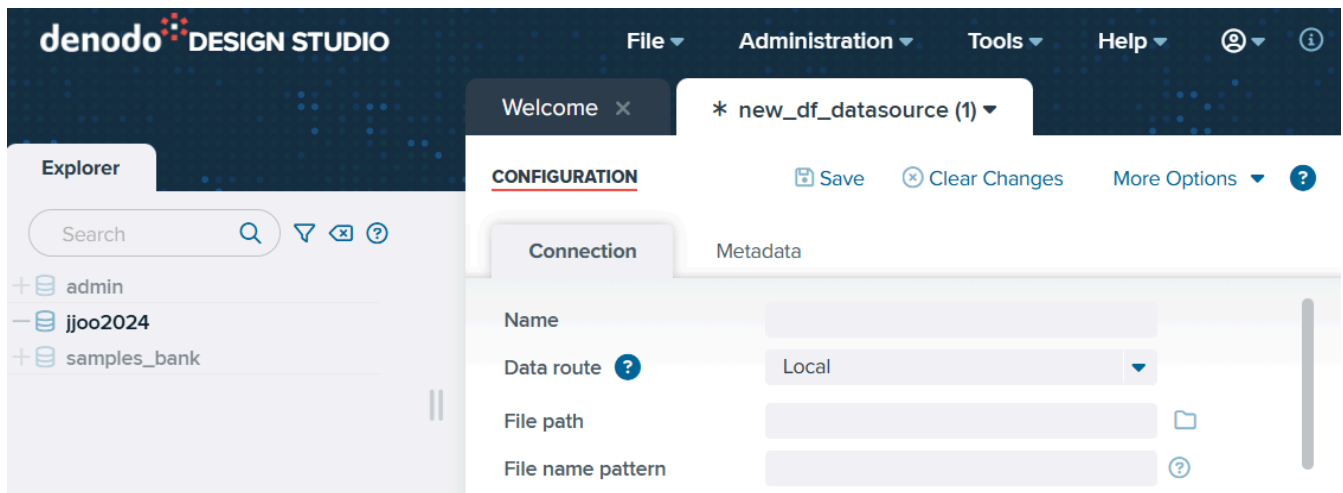 denodo DESIGN STUDIO
File Administration Tools Help
Welcome
* new_df_datasource (1)
Explorer
CONFIGURATION
Save Clear Changes More Options ?
Search ?
Connection Metadata
admin
jjoo2024
samples_bank
Name
Data route ? Local
File path
File name pattern ?